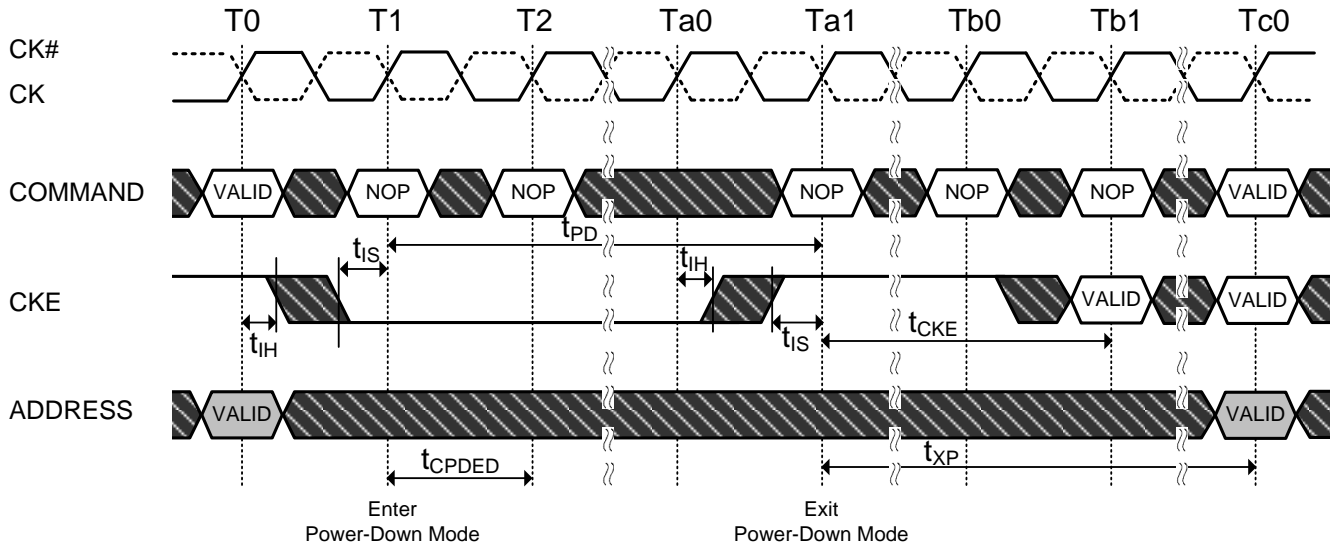 T0 T1 T2 Ta0 Ta1 Tb0 Tb1 Tc0
CK#
CK
COMMAND VALID NOP NOP NOP NOP NOP VALID
tPD
tIS tIH
CKE VALID VALID
tIH tIS tCKE
ADDRESS VALID VALID
tCPDED tXP
Enter Exit
Power-Down Mode Power-Down Mode